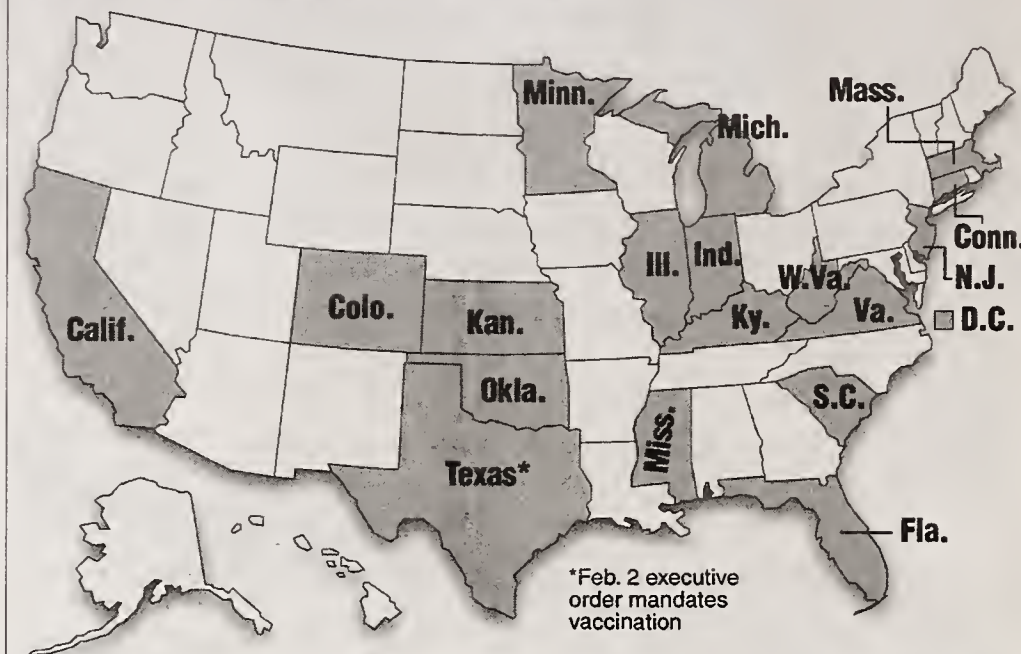 Minn.
Mich.
Mass.
Conn.
N.J.
D.C.
Ill.
Ind.
W.Va.
Va.
Ky.
Calif.
Colo.
Kan.
Okla.
S.C.
Miss.
Texas*
Fla.
*Feb. 2 executive
order mandates
vaccination